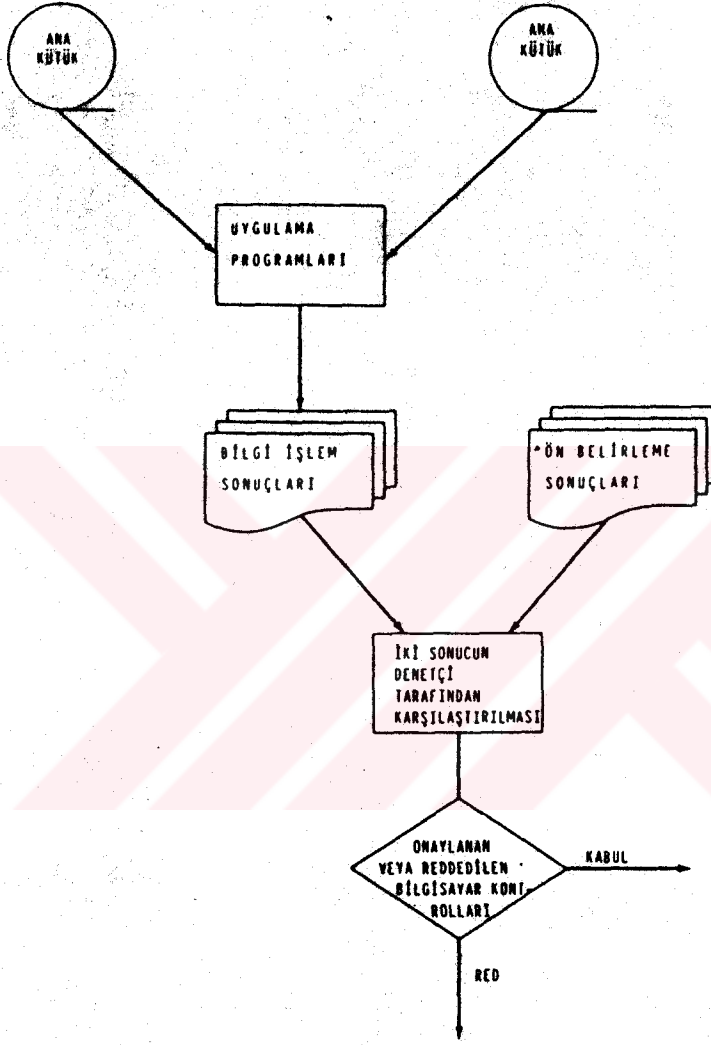 ANA
KÜTÜK
ANA
KÜTÜK
UYGULAMA
PROGRAMLARI
BİLGİ İŞLEM
SONUÇLARI
ÖN BELİRLEME
SONUÇLARI
İKİ SONUCUN
DENETÇİ
TARAFINDAN
KARŞILAŞTIRILMASI
ONAYLANAN
VEYA REDDEDİLEN
BİLGİSAYAR KONT-
ROLLARI
KABUL
RED